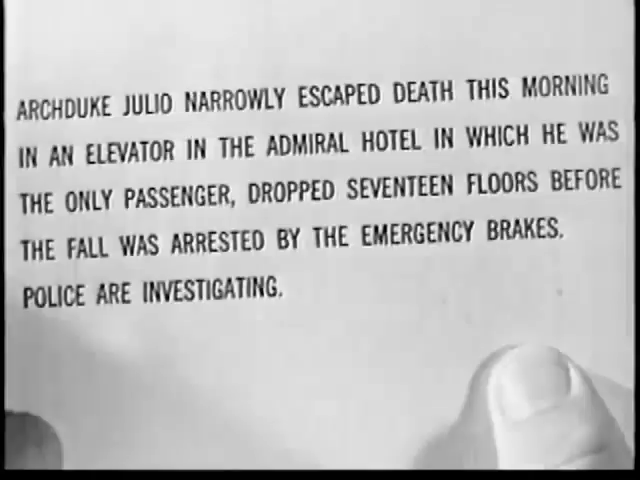 ARCHDUKE JULIO NARROWLY ESCAPED DEATH THIS MORNING
IN AN ELEVATOR IN THE ADMIRAL HOTEL IN WHICH HE WAS
THE ONLY PASSENGER, DROPPED SEVENTEEN FLOORS BEFORE
THE FALL WAS ARRESTED BY THE EMERGENCY BRAKES.
POLICE ARE INVESTIGATING.